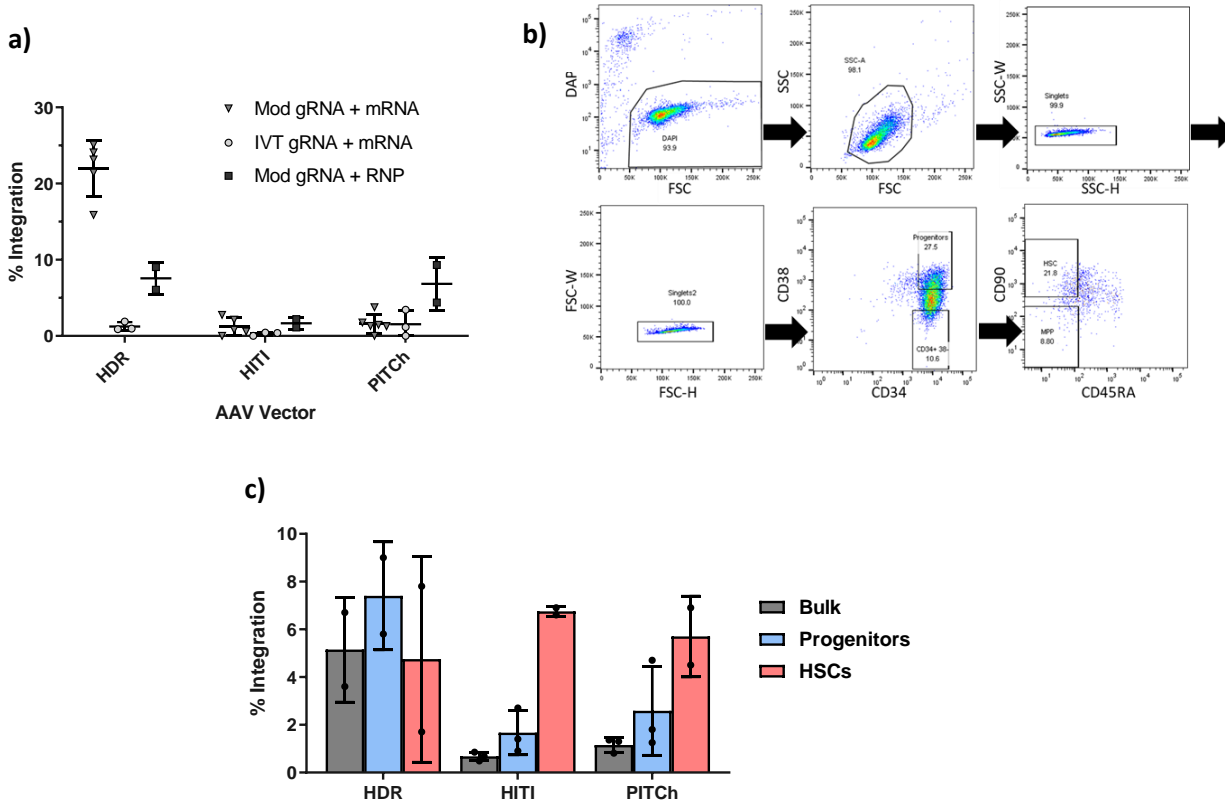 a)
% Integration
30
20
10
0
HDR
HITI
PITCh
AAV Vector
Mod gRNA + mRNA
IVT gRNA + mRNA
Mod gRNA + RNP
b)
DAP
DAPI
93.9
FSC
SSC
SSC-A
98.1
FSC
SSC-W
Singlets
99.9
SSC-H
FSC-W
Singlets2
100.0
FSC-H
CD38
Progenitors
27.5
CD34+ 38-
10.6
CD34
CD90
HSC
21.8
MPP
8.80
CD45RA
c)
% Integration
10
8
6
4
2
0
HDR
HITI
PITCh
Bulk
Progenitors
HSCs